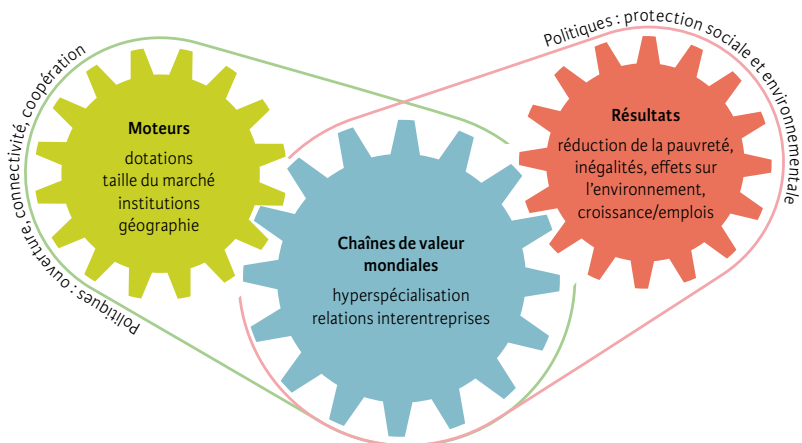 Politiques : ouverture, connectivité, coopération
Moteurs
dotations
taille du marché
institutions
géographie
Chaînes de valeur
mondiales
hyperspécialisation
relations interentreprises
Politiques : protection sociale et environnementale
Résultats
réduction de la pauvreté,
inégalités, effets sur
l'environnement,
croissance/emplois